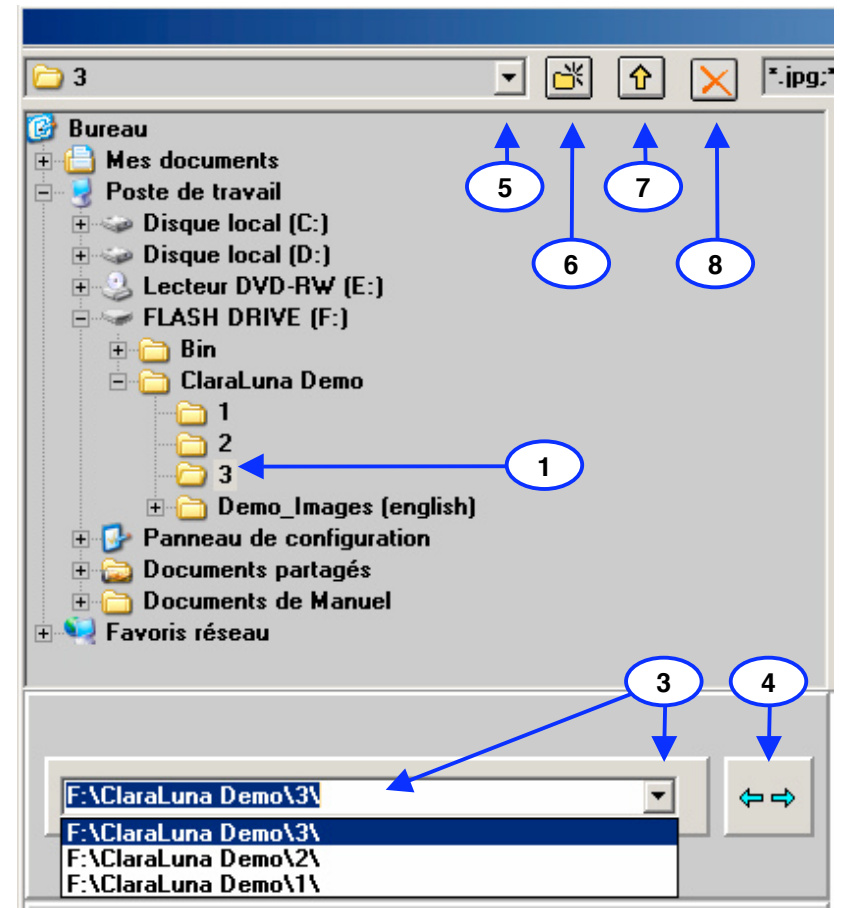 3
*.jpg;*
Bureau
Mes documents
Poste de travail
Disque local (C:)
5
7
Disque local (D:)
6
8
Lecteur DVD-RW (E:)
FLASH DRIVE (F:)
Bin
ClaraLuna Demo
1
2
3
1
Demo_Images (english)
Panneau de configuration
Documents partagés
Documents de Manuel
Favoris réseau
3
4
F:\ClaraLuna Demo\3\
F:\ClaraLuna Demo\3\
F:\ClaraLuna Demo\2\
F:\ClaraLuna Demo\1\